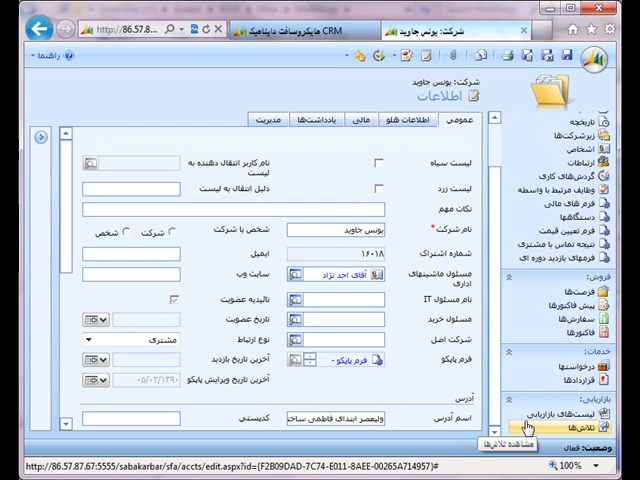 http://86.57.8
شرکت: یونس جاوید
مایکروسافت داینامیک CRM
راهنما
شرکت: یونس جاوید
اطلاعات
عمومی
اطلاعات هلو
مالی
یادداشت‌ها
مدیریت
لیست سیاه
نام کاربر انتقال دهنده به لیست
لیست زرد
دلیل انتقال به لیست
نکات مهم
نام شرکت*
یونس جاوید
شخص یا شرکت
شرکت
شخص
شماره اشتراک
۱۶۰۱۸
ایمیل
مسئول ماشینهای اداری
آقای احد نژاد
سایت وب
نام مسئول IT
تائیدیه عضویت
مسئول خرید
تاریخ عضویت
شرکت اصل
نوع ارتباط
مشتری
فرم پایکو
فرم پاپکو -
آخرین تاریخ بازدید
آخرین تاریخ ویرایش پاپکو
۰۵/۰۲/۱۳۹۰
آدرس
اسم آدرس
ولیعصر ابتدای فاطمی ساخت
کدپستی
تاریخچه
زیرشرکت‌ها
اشخاص
ارتباطات
گردش‌های کاری
وظایف مرتبط با واسطه
فرم های مالی
دستگاهها
فرم تعیین قیمت
نتیجه تماس با مشتری
فرمهای بازدید دوره ای
فروش:
فرصت‌ها
پیش فاکتورها
سفارش‌ها
فاکتورها
خدمات:
درخواستها
قراردادها
بازاریابی:
لیست‌های بازاریابی
تلاش‌ها
مشاهده تلاش‌ها
وضعیت: فعال
http://86.57.87.67:5555/sabakarbar/sfa/accts/edit.aspx?id={F2B09DAD-7C74-E011-8AEE-00265A714957}#
100%